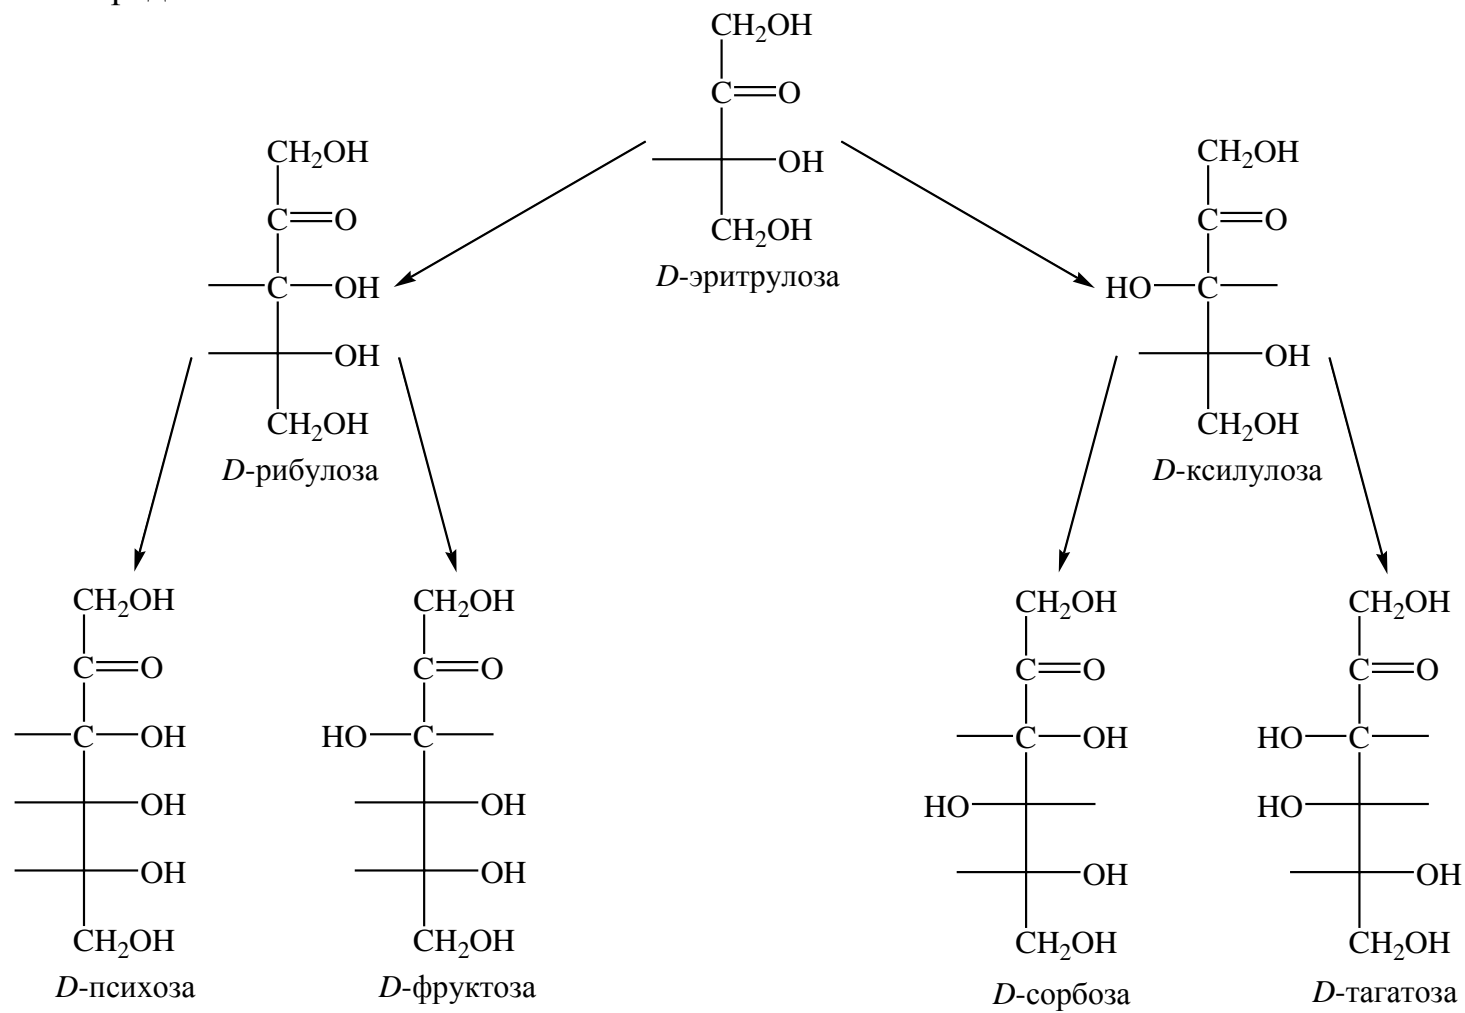 CH2OH
C=O
OH
CH2OH
D-эритрулоза
CH2OH
C=O
C OH
OH
CH2OH
D-рибулоза
CH2OH
C=O
HO C
OH
CH2OH
D-ксилулоза
CH2OH
C=O
C OH
OH
OH
CH2OH
D-психоза
CH2OH
C=O
HO C
OH
OH
CH2OH
D-фруктоза
CH2OH
C=O
C OH
HO
OH
CH2OH
D-сорбоза
CH2OH
C=O
HO C
HO
OH
CH2OH
D-тагатоза